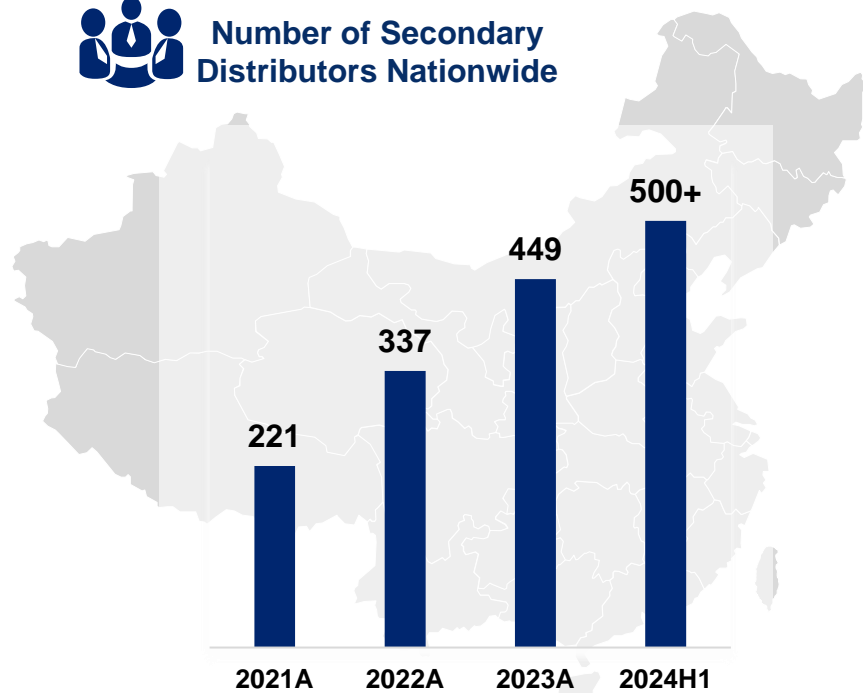 Number of Secondary
Distributors Nationwide
500+
449
337
221
2021A
2022A
2023A
2024H1